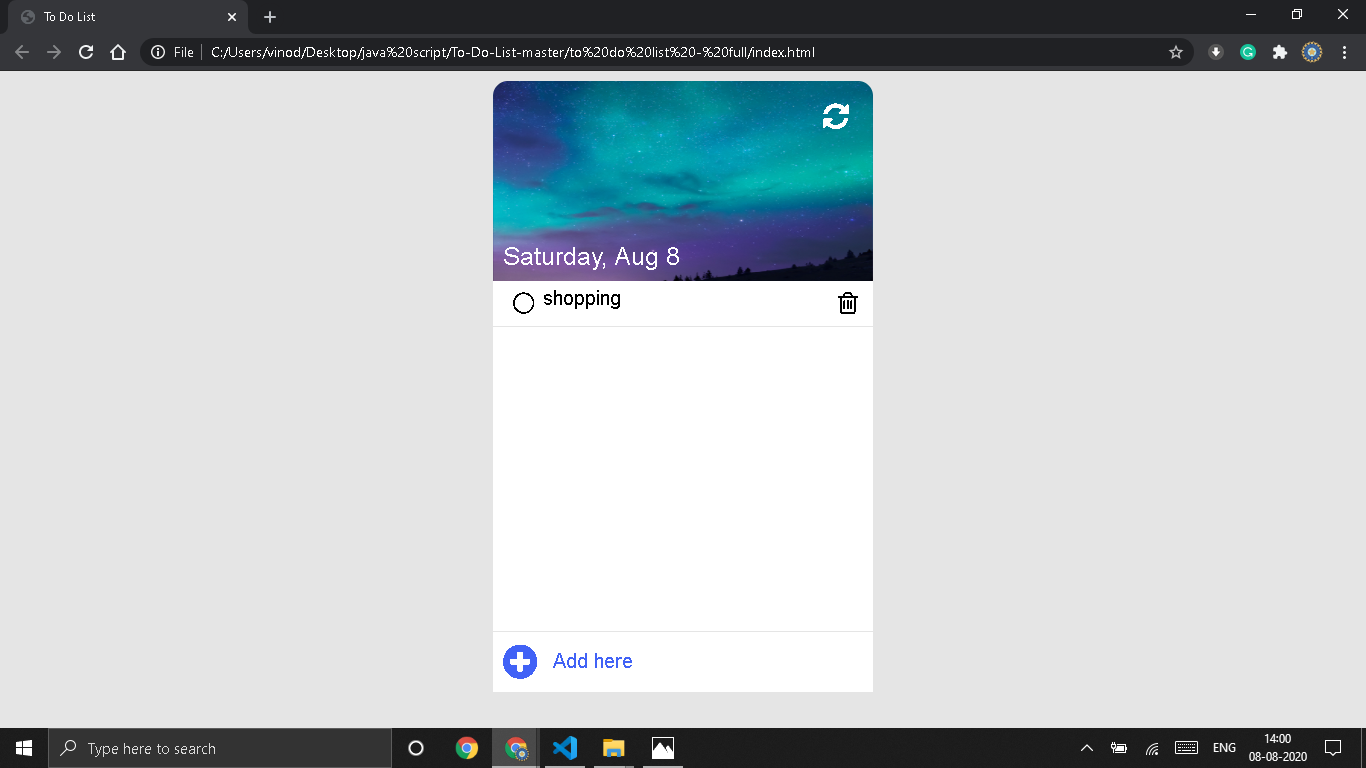 To Do List
File
C:/Users/vinod/Desktop/java%20script/To-Do-List-master/to%20do%20list%20-%20full/index.html
Saturday, Aug 8
shopping
Add here
Type here to search
ENG
14:00
08-08-2020